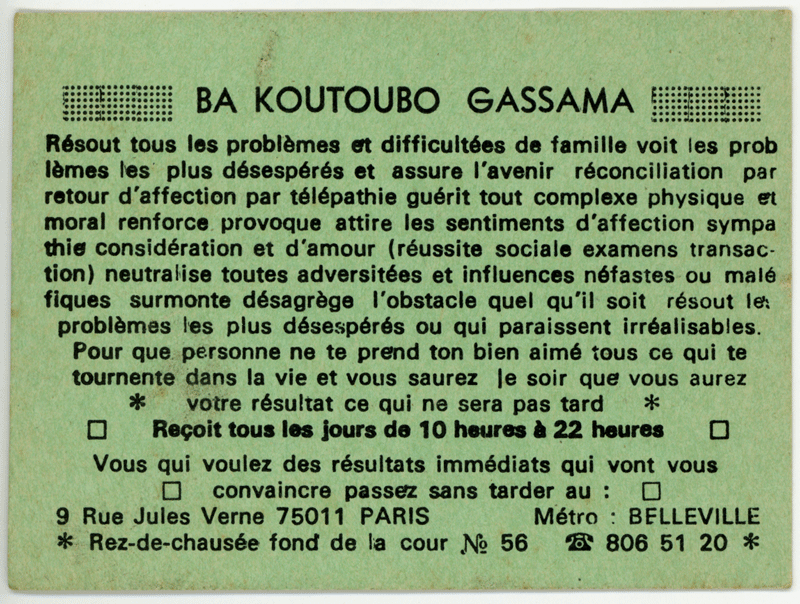 BA KOUTOUBO GASSAMA
Résout tous les problèmes et difficultées de famille voit les prob
lèmes les plus désespérés et assure l'avenir réconciliation par
retour d'affection par télépathie guérit tout complexe physique et
moral renforce provoque attire les sentiments d'affection sympa
thie considération et d'amour (réussite sociale examens transac-
tion) neutralise toutes adversitées et influences néfastes ou malé
fiques surmonte désagrège l'obstacle quel qu'il soit résout les
problèmes les plus désespérés ou qui paraissent irréalisables.
Pour que personne ne te prend ton bien aimé tous ce qui te
tournente dans la vie et vous saurez le soir que vous aurez
* votre résultat ce qui ne sera pas tard *
□ Reçoit tous les jours de 10 heures à 22 heures □
Vous qui voulez des résultats immédiats qui vont vous
□ convaincre passez sans tarder au : □
9 Rue Jules Verne 75011 PARIS Métro : BELLEVILLE
* Rez-de-chausée fond de la cour № 56 ☎ 806 51 20 *